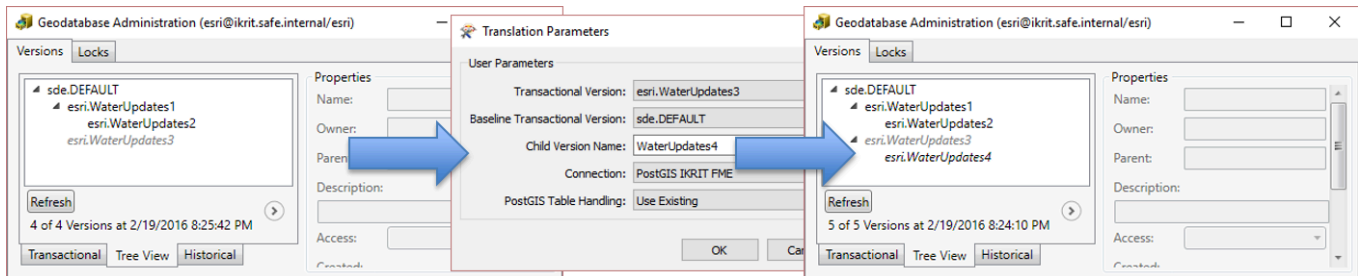 Geodatabase Administration (esri@ikrit.safe.internal/esri)
Versions Locks
sde.DEFAULT
esri.WaterUpdates1
esri.WaterUpdates2
esri.WaterUpdates3
Refresh
4 of 4 Versions at 2/19/2016 8:25:42 PM
Transactional Tree View Historical
Properties
Name:
Owner:
Parent
Description:
Access:
Created:
Translation Parameters
User Parameters
Transactional Version: esri.WaterUpdates3
Baseline Transactional Version: sde.DEFAULT
Child Version Name: WaterUpdates4
Connection: PostGIS IKRIT FME
PostGIS Table Handling: Use Existing
OK Can
Geodatabase Administration (esri@ikrit.safe.internal/esri)
Versions Locks
sde.DEFAULT
esri.WaterUpdates1
esri.WaterUpdates2
esri.WaterUpdates3
esri.WaterUpdates4
Refresh
5 of 5 Versions at 2/19/2016 8:24:10 PM
Transactional Tree View Historical
Properties
Name:
Owner:
Parent:
Description:
Access:
Created: